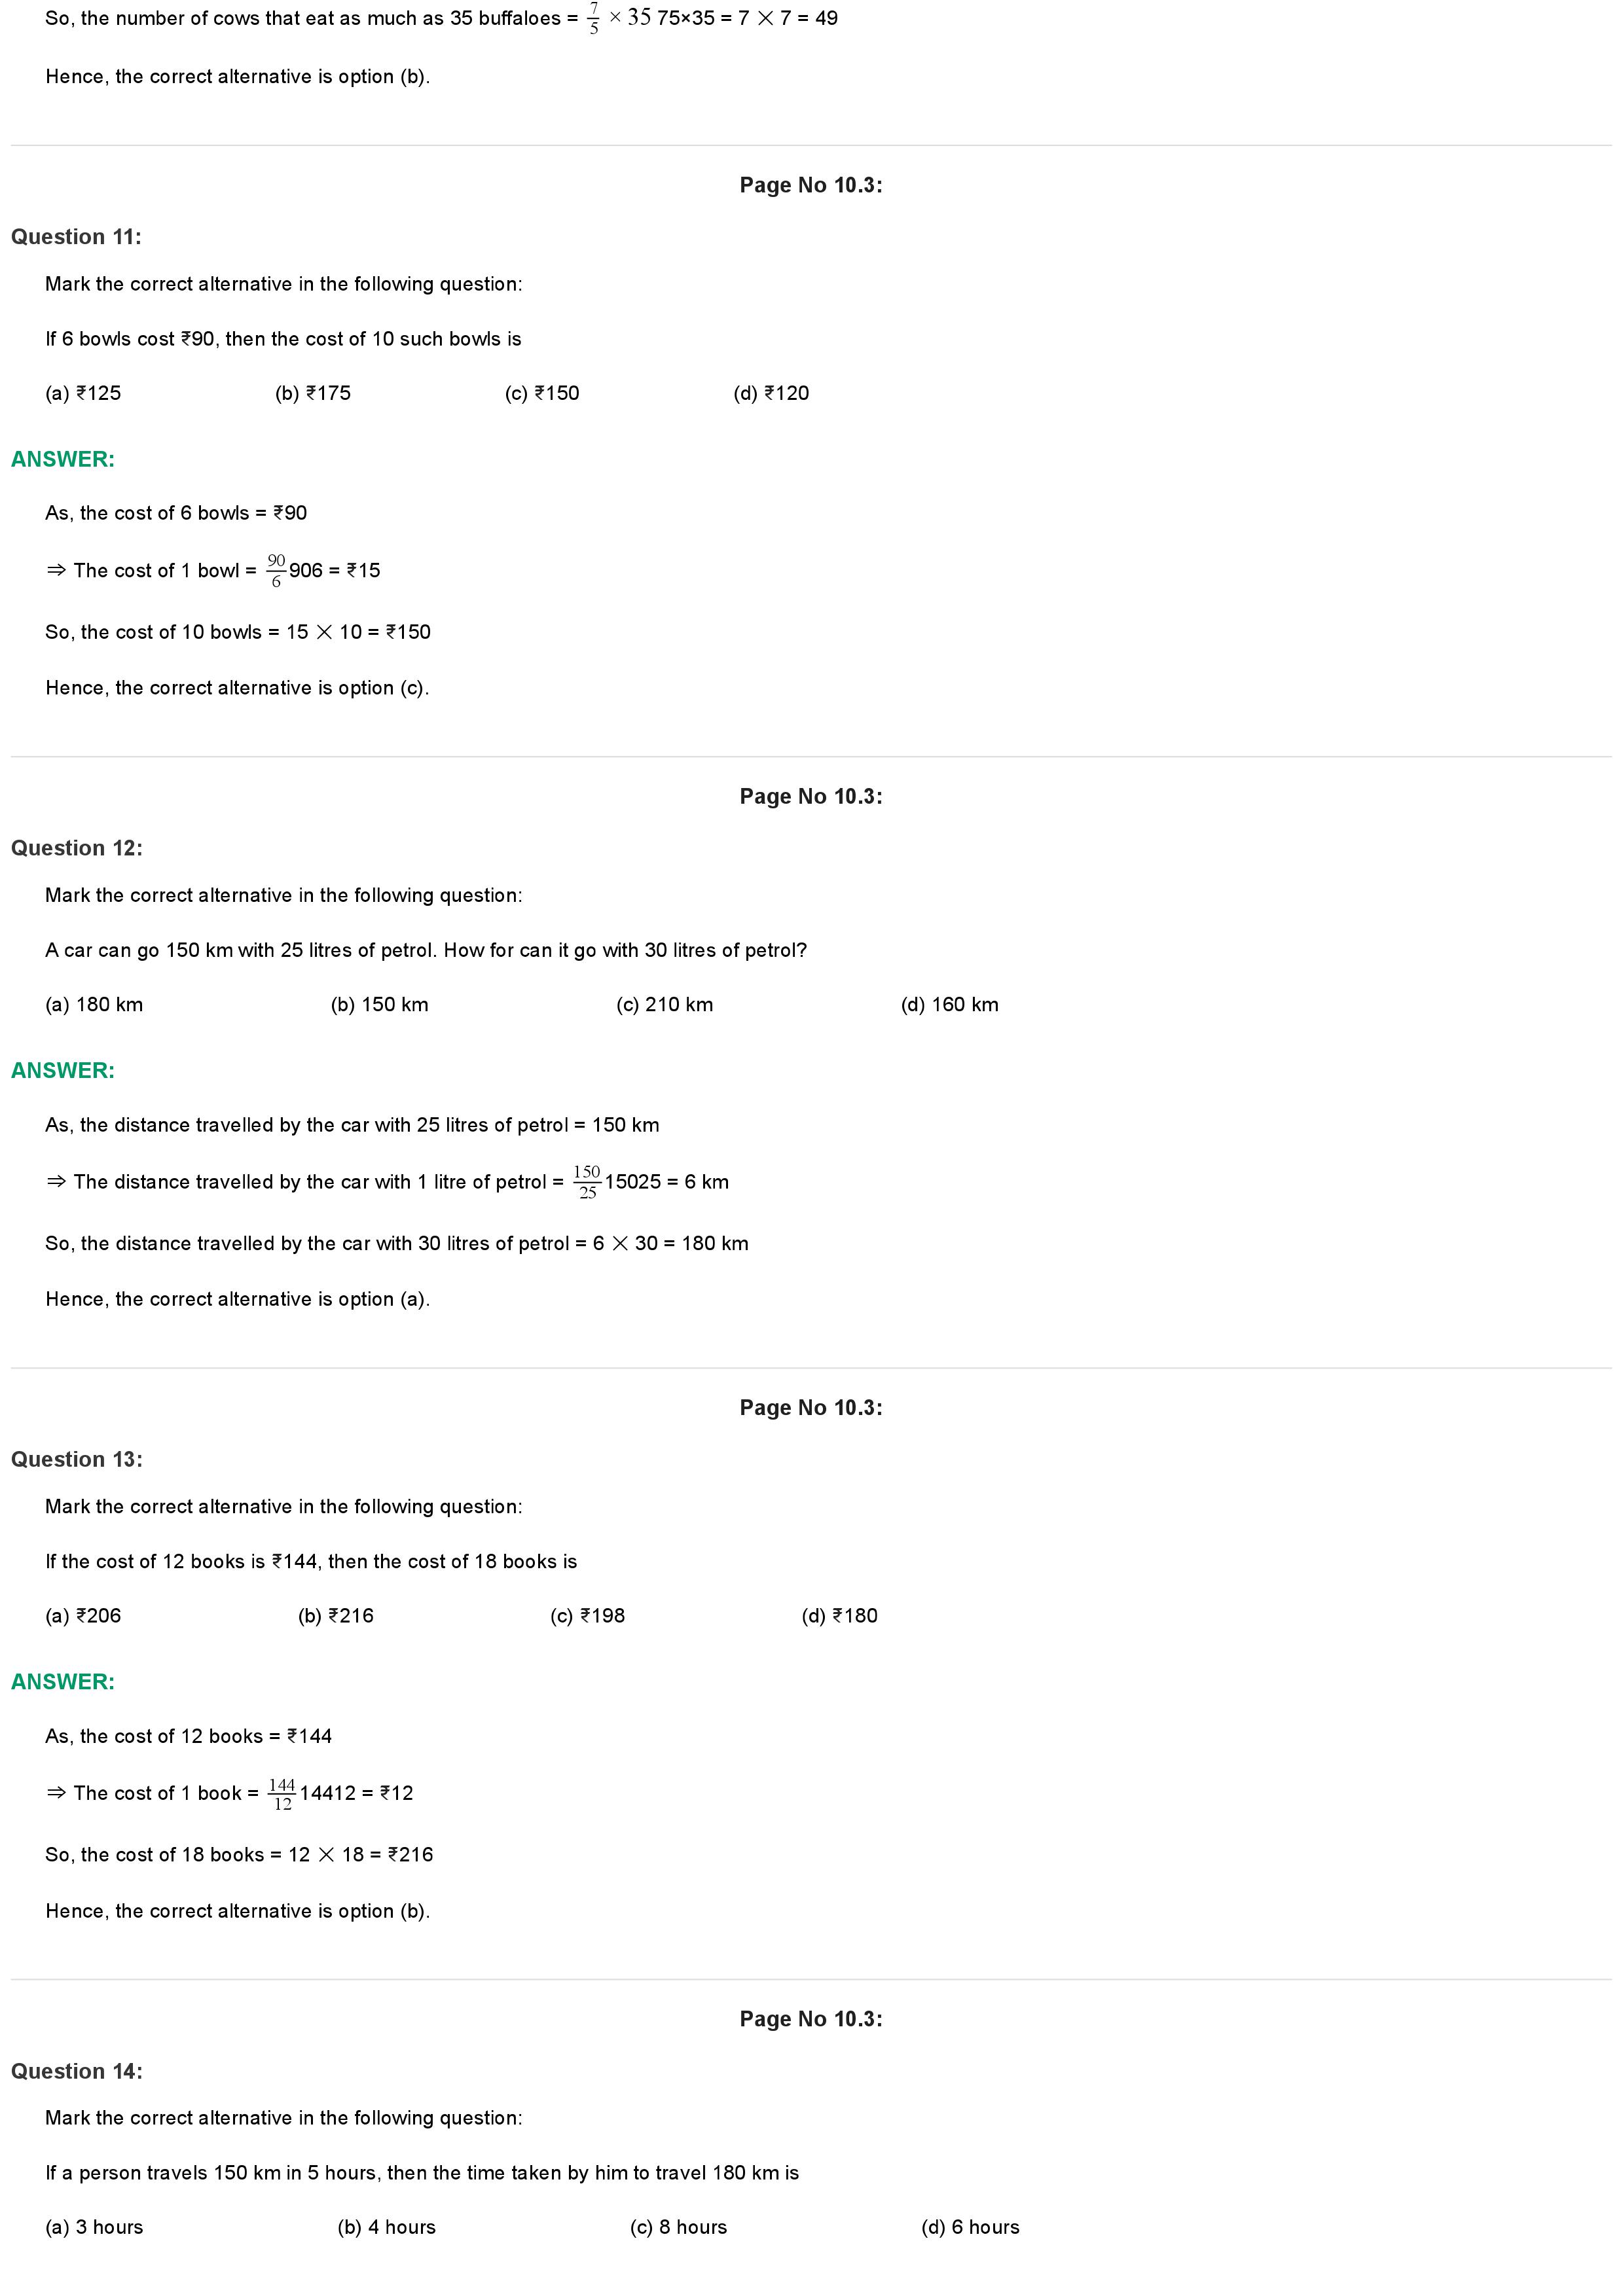 So, the number of cows that eat as much as 35 buffaloes = 7/5 × 35 75×35 = 7 × 7 = 49
Hence, the correct alternative is option (b).
Page No 10.3:
Question 11:
Mark the correct alternative in the following question:
If 6 bowls cost ₹90, then the cost of 10 such bowls is
(a) ₹125 (b) ₹175 (c) ₹150 (d) ₹120
ANSWER:
As, the cost of 6 bowls = ₹90
⇒ The cost of 1 bowl = 90/6 906 = ₹15
So, the cost of 10 bowls = 15 × 10 = ₹150
Hence, the correct alternative is option (c).
Page No 10.3:
Question 12:
Mark the correct alternative in the following question:
A car can go 150 km with 25 litres of petrol. How for can it go with 30 litres of petrol?
(a) 180 km (b) 150 km (c) 210 km (d) 160 km
ANSWER:
As, the distance travelled by the car with 25 litres of petrol = 150 km
⇒ The distance travelled by the car with 1 litre of petrol = 150/25 15025 = 6 km
So, the distance travelled by the car with 30 litres of petrol = 6 × 30 = 180 km
Hence, the correct alternative is option (a).
Page No 10.3:
Question 13:
Mark the correct alternative in the following question:
If the cost of 12 books is ₹144, then the cost of 18 books is
(a) ₹206 (b) ₹216 (c) ₹198 (d) ₹180
ANSWER:
As, the cost of 12 books = ₹144
⇒ The cost of 1 book = 144/12 14412 = ₹12
So, the cost of 18 books = 12 × 18 = ₹216
Hence, the correct alternative is option (b).
Page No 10.3:
Question 14:
Mark the correct alternative in the following question:
If a person travels 150 km in 5 hours, then the time taken by him to travel 180 km is
(a) 3 hours (b) 4 hours (c) 8 hours (d) 6 hours